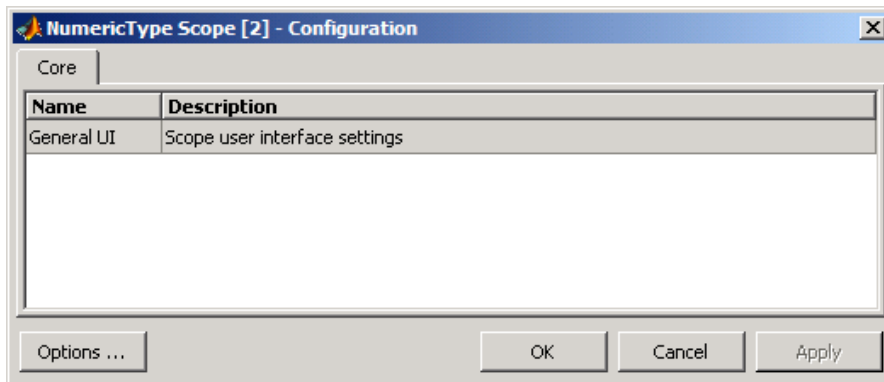 NumericType Scope [2] - Configuration
Core
Name Description
General UI Scope user interface settings
Options ... OK Cancel Apply